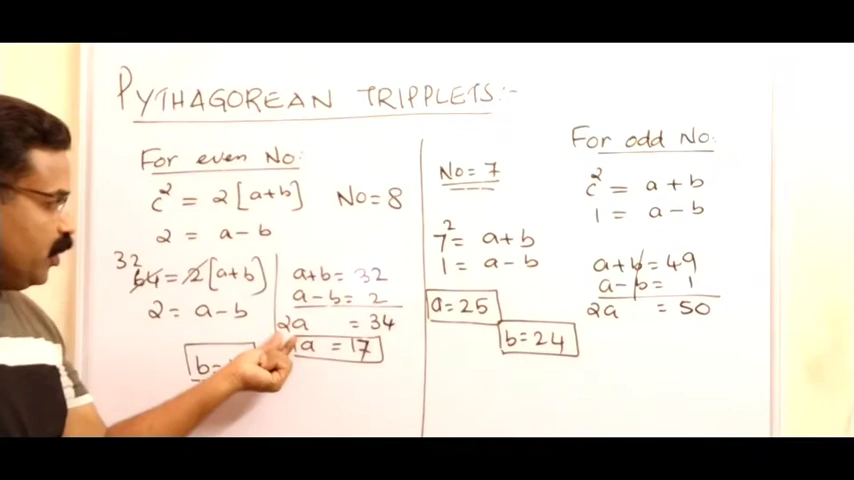 PYTHAGOREAN TRIPPLETS:-
For even No:
c² = 2[a+b] No=8
2 = a-b
32
64=2[a+b]
2 = a-b
a+b= 32
a-b= 2
2a = 34
a = 17
b=
No= 7
7²= a+b
1= a-b
a=25
b=24
For odd No:
c² = a+b
1 = a-b
a+b=49
a-b= 1
2a = 50